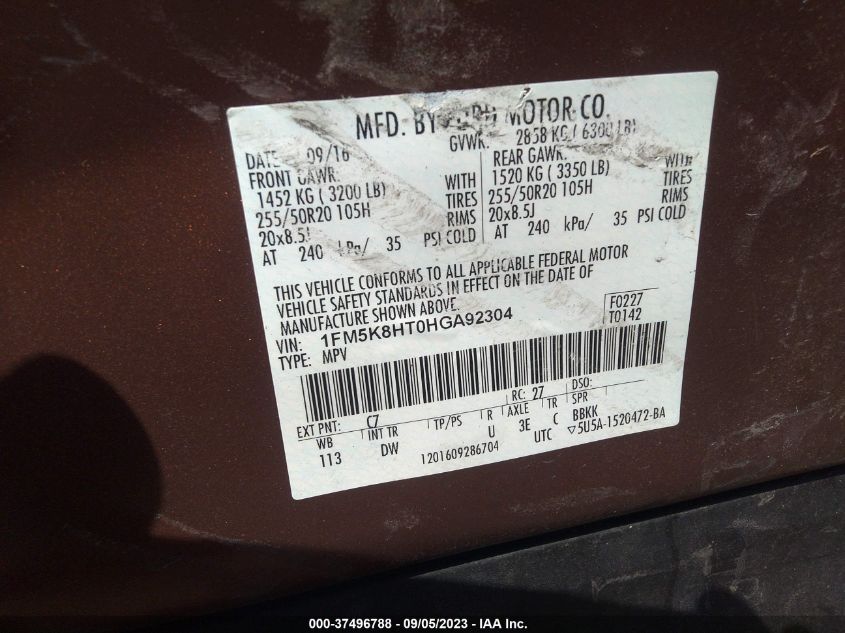 MFD. BY FORD MOTOR CO.
DATE 09/16 GVWR: 2858 KG ( 6300 LB)
FRONT GAWR: REAR GAWR:
1452 KG ( 3200 LB) WITH 1520 KG ( 3350 LB) WITH
255/50R20 105H TIRES 255/50R20 105H TIRES
20x8.5J RIMS 20x8.5J RIMS
AT 240 kPa/ 35 PSI COLD AT 240 kPa/ 35 PSI COLD
THIS VEHICLE CONFORMS TO ALL APPLICABLE FEDERAL MOTOR
VEHICLE SAFETY STANDARDS IN EFFECT ON THE DATE OF
MANUFACTURE SHOWN ABOVE.
VIN: 1FM5K8HT0HGA92304 F0227
TYPE: MPV T0142
EXT PNT: C7 RC: 27 DSO:
WB INT TR TP/PS R AXLE TR SPR
113 DW U 3E C BBKK
1201609286704 UTC ▽5U5A-1520472-BA
000-37496788 - 09/05/2023 - IAA Inc.